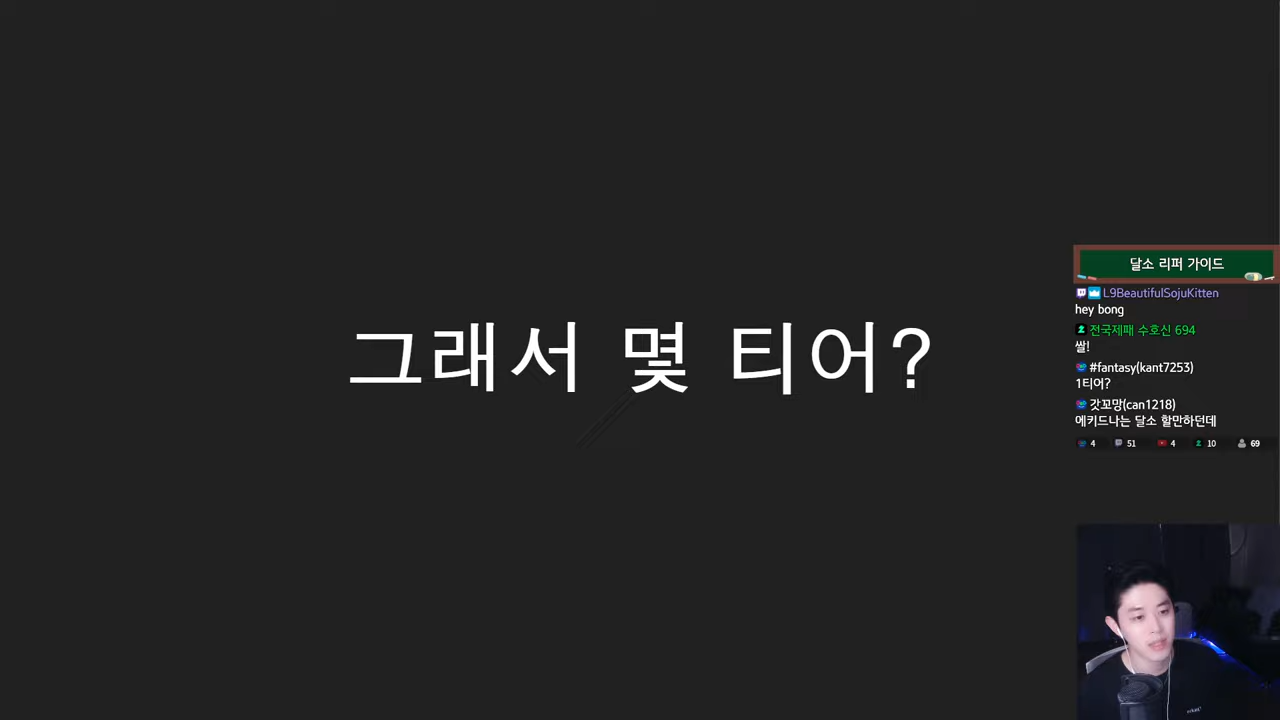 그래서 몇 티어?
달소 리퍼 가이드
L9BeautifulSojuKitten
hey bong
전국제패 수호신 694
쌀!
#fantasy(kant7253)
1티어?
갓꼬망(can1218)
에키드나는 달소 할만하던데
4 51 4 10 69